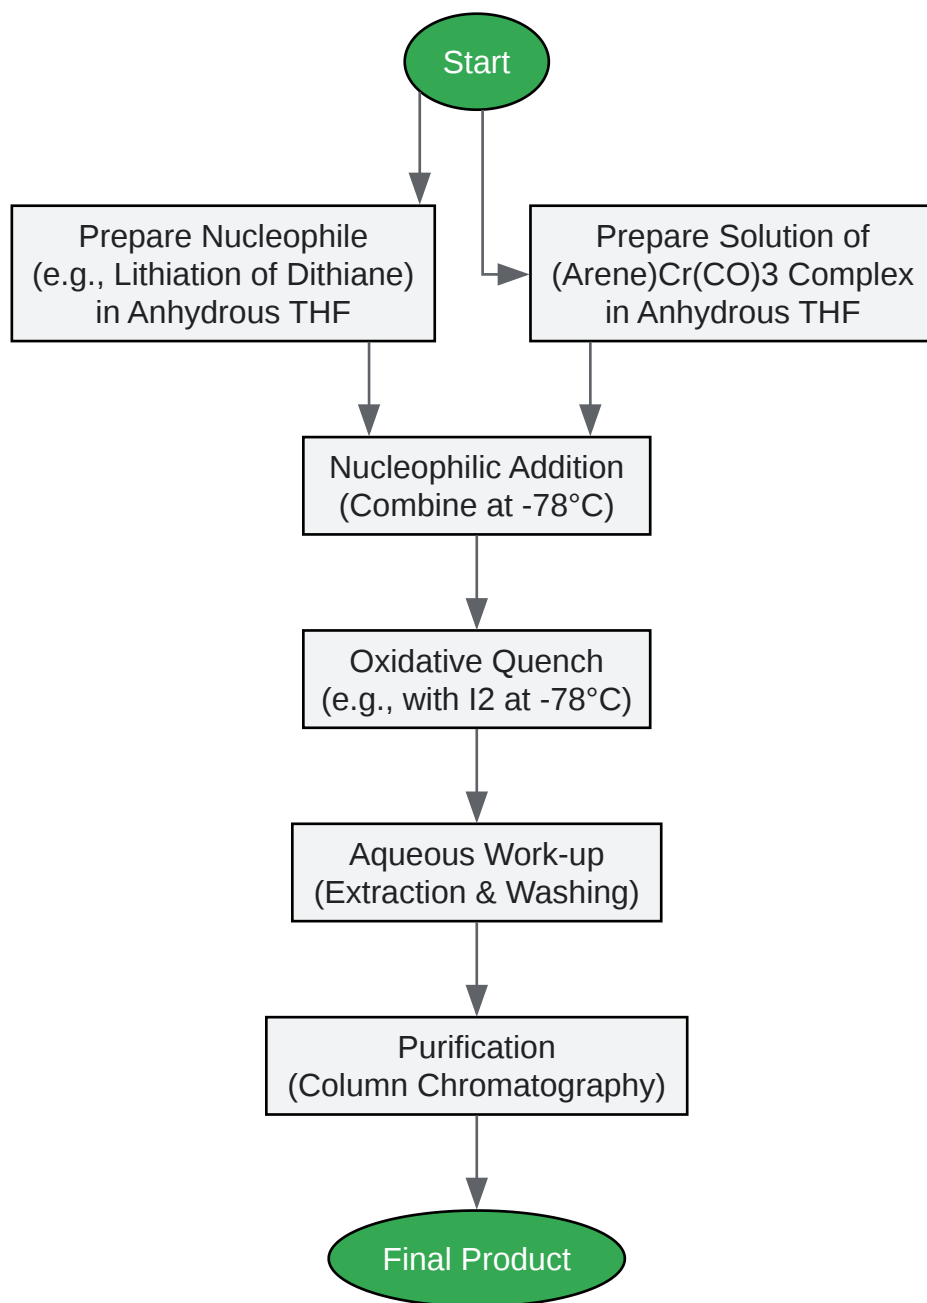 Start
Prepare Nucleophile
(e.g., Lithiation of Dithiane)
in Anhydrous THF
Prepare Solution of
(Arene)Cr(CO)3 Complex
in Anhydrous THF
Nucleophilic Addition
(Combine at -78°C)
Oxidative Quench
(e.g., with I2 at -78°C)
Aqueous Work-up
(Extraction & Washing)
Purification
(Column Chromatography)
Final Product